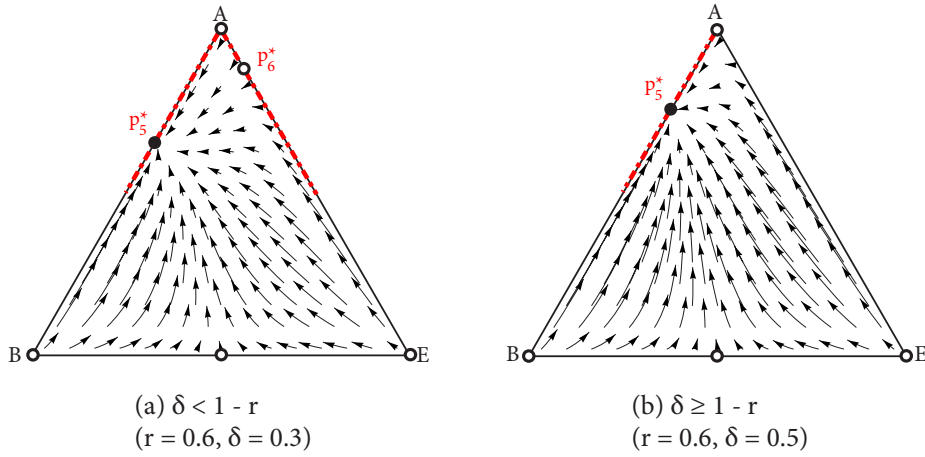 A
p₆*
p₅*
B
E
(a) δ < 1 - r
(r = 0.6, δ = 0.3)
A
p₅*
B
E
(b) δ ≥ 1 - r
(r = 0.6, δ = 0.5)